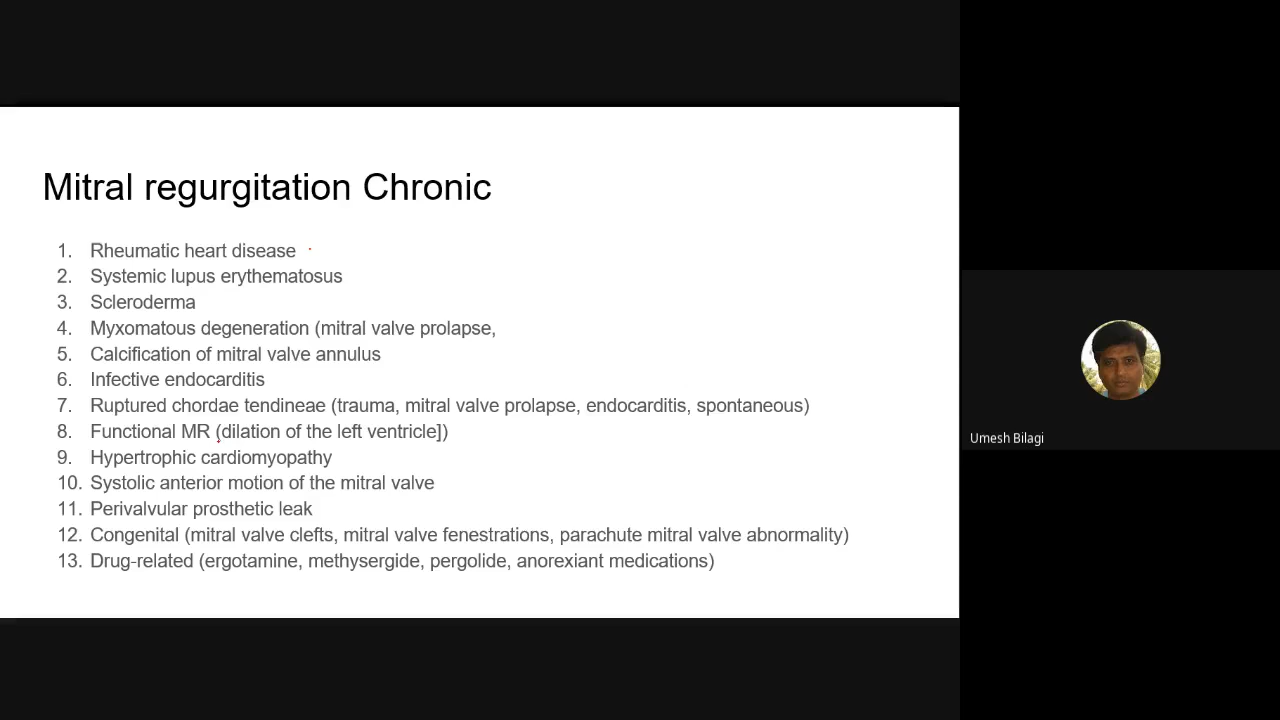 Mitral regurgitation Chronic
1. Rheumatic heart disease
2. Systemic lupus erythematosus
3. Scleroderma
4. Myxomatous degeneration (mitral valve prolapse,
5. Calcification of mitral valve annulus
6. Infective endocarditis
7. Ruptured chordae tendineae (trauma, mitral valve prolapse, endocarditis, spontaneous)
8. Functional MR (dilation of the left ventricle])
9. Hypertrophic cardiomyopathy
10. Systolic anterior motion of the mitral valve
11. Perivalvular prosthetic leak
12. Congenital (mitral valve clefts, mitral valve fenestrations, parachute mitral valve abnormality)
13. Drug-related (ergotamine, methysergide, pergolide, anorexiant medications)
Umesh Bilagi